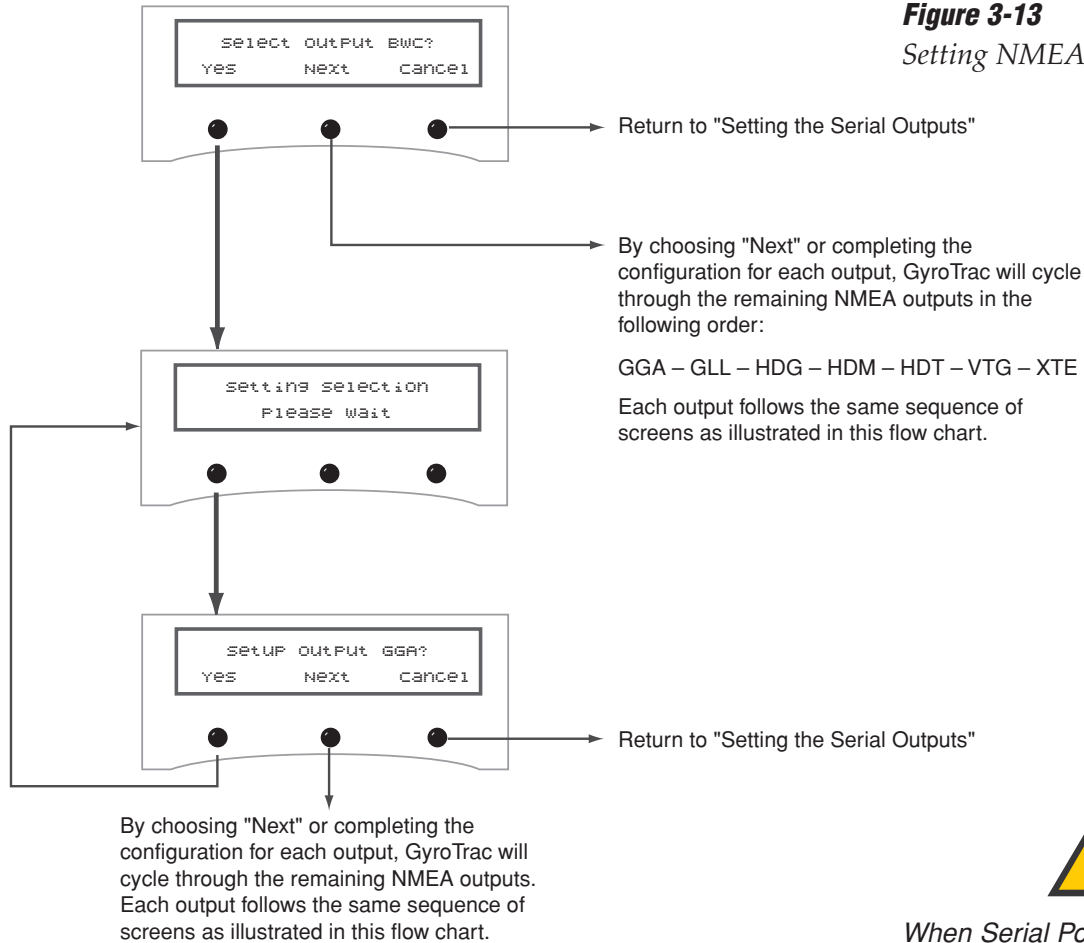 Figure 3-13
Setting NMEA
Select Output BWC?
Yes Next Cancel
Return to "Setting the Serial Outputs"
By choosing "Next" or completing the
configuration for each output, GyroTrac will cycle
through the remaining NMEA outputs in the
following order:
GGA – GLL – HDG – HDM – HDT – VTG – XTE
Each output follows the same sequence of
screens as illustrated in this flow chart.
Setting Selection
Please Wait
Setup Output GGA?
Yes Next Cancel
Return to "Setting the Serial Outputs"
By choosing "Next" or completing the
configuration for each output, GyroTrac will
cycle through the remaining NMEA outputs.
Each output follows the same sequence of
screens as illustrated in this flow chart.
When Serial Po